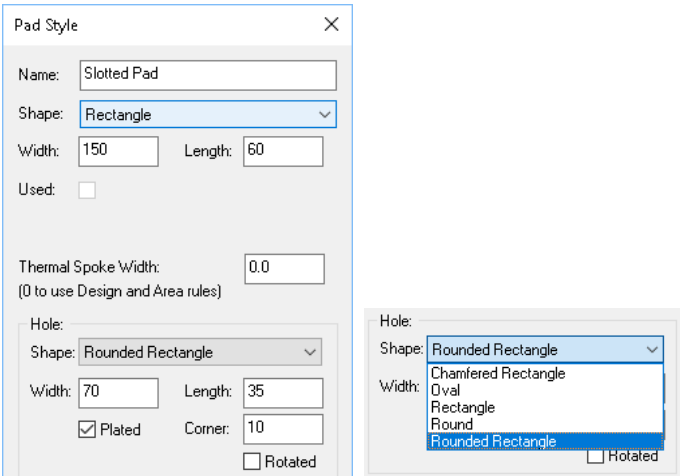 Pad Style
Name: Slotted Pad
Shape: Rectangle
Width: 150 Length: 60
Used:
Thermal Spoke Width: 0.0
(0 to use Design and Area rules)
Hole:
Shape: Rounded Rectangle
Width: 70 Length: 35
Plated Corner: 10
Rotated
Hole:
Shape: Rounded Rectangle
Chamfered Rectangle
Width: Oval
Rectangle
Round
Rounded Rectangle
Rotated